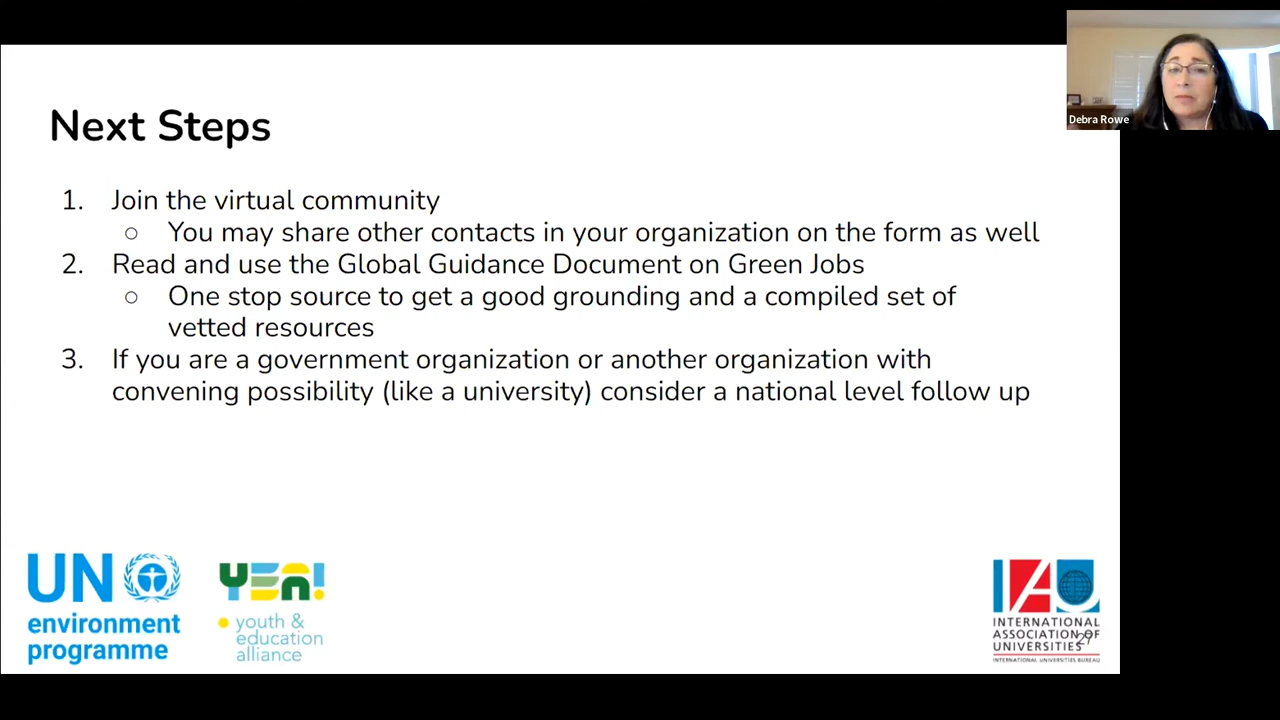 Next Steps
1. Join the virtual community
○ You may share other contacts in your organization on the form as well
2. Read and use the Global Guidance Document on Green Jobs
○ One stop source to get a good grounding and a compiled set of
vetted resources
3. If you are a government organization or another organization with
convening possibility (like a university) consider a national level follow up
Debra Rowe
UN
environment
programme
YEA!
youth &
education
alliance
IAU
INTERNATIONAL
ASSOCIATION OF
UNIVERSITIES
INTERNATIONAL UNIVERSITIES BUREAU
27